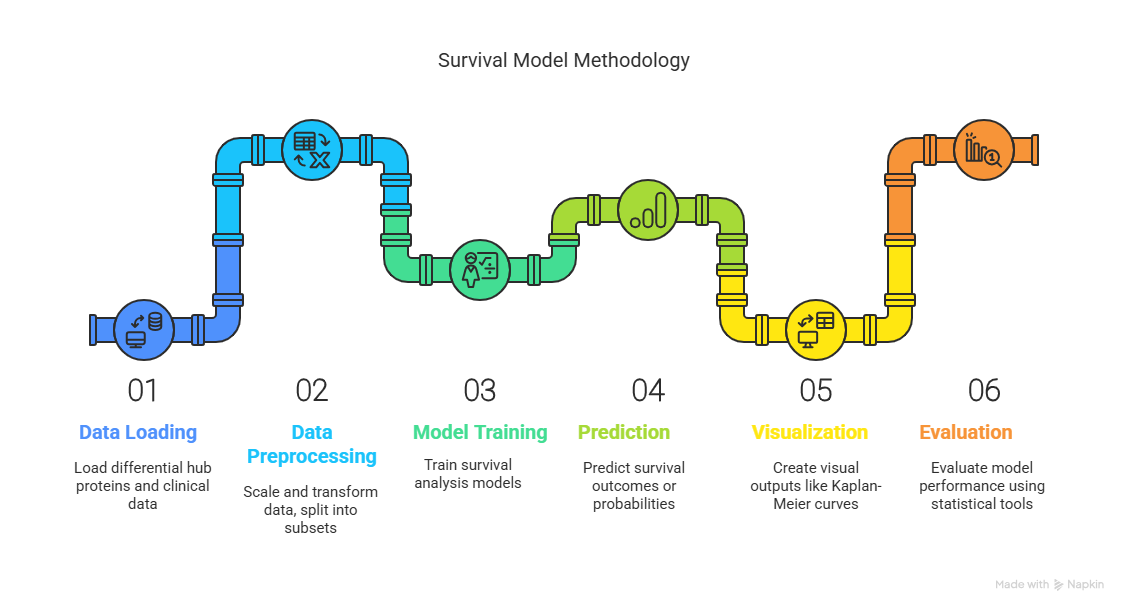 Survival Model Methodology
01
02
03
04
05
06
Data Loading
Data
Preprocessing
Model Training
Prediction
Visualization
Evaluation
Load differential hub
proteins and clinical
data
Scale and transform
data, split into
subsets
Train survival
analysis models
Predict survival
outcomes or
probabilities
Create visual
outputs like Kaplan-
Meier curves
Evaluate model
performance using
statistical tools
Made with Napkin